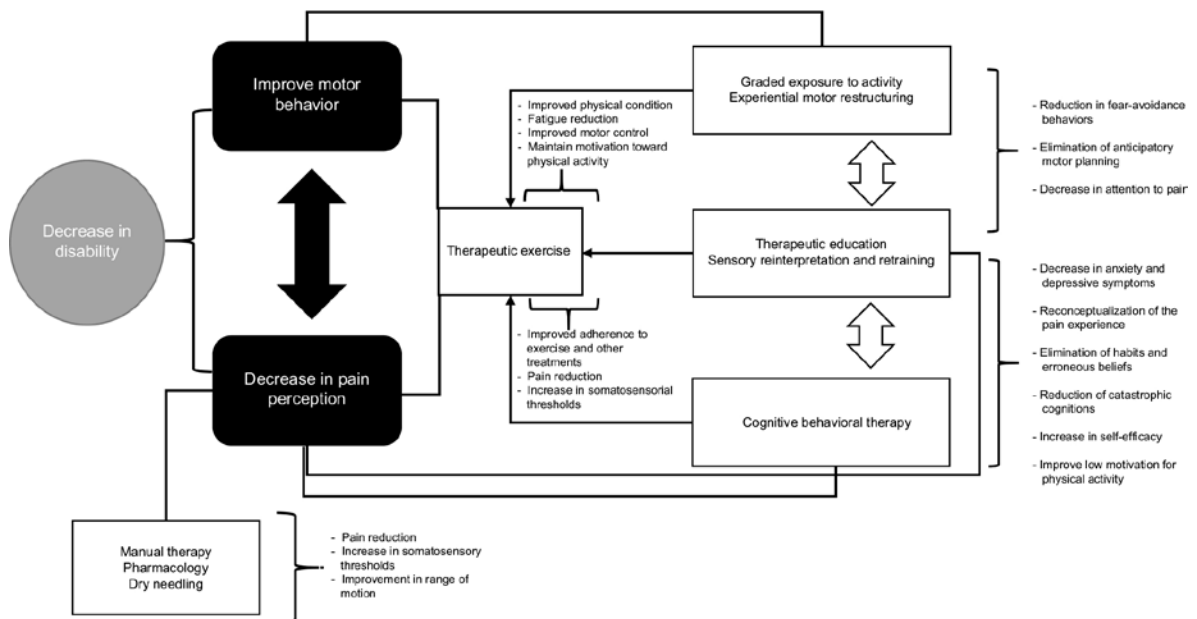 Improve motor
behavior
Graded exposure to activity
Experiential motor restructuring
- Improved physical condition
- Fatigue reduction
- Improved motor control
- Maintain motivation toward
physical activity
- Reduction in fear-avoidance
behaviors
- Elimination of anticipatory
motor planning
- Decrease in attention to pain
Decrease in
disability
Therapeutic exercise
Therapeutic education
Sensory reinterpretation and retraining
- Decrease in anxiety and
depressive symptoms
- Reconceptualization of the
pain experience
- Elimination of habits and
erroneous beliefs
- Reduction of catastrophic
cognitions
- Increase in self-efficacy
- Improve low motivation for
physical activity
- Improved adherence to
exercise and other
treatments
- Pain reduction
- Increase in somatosensorial
thresholds
Decrease in pain
perception
Cognitive behavioral therapy
Manual therapy
Pharmacology
Dry needling
- Pain reduction
- Increase in somatosensory
thresholds
- Improvement in range of
motion